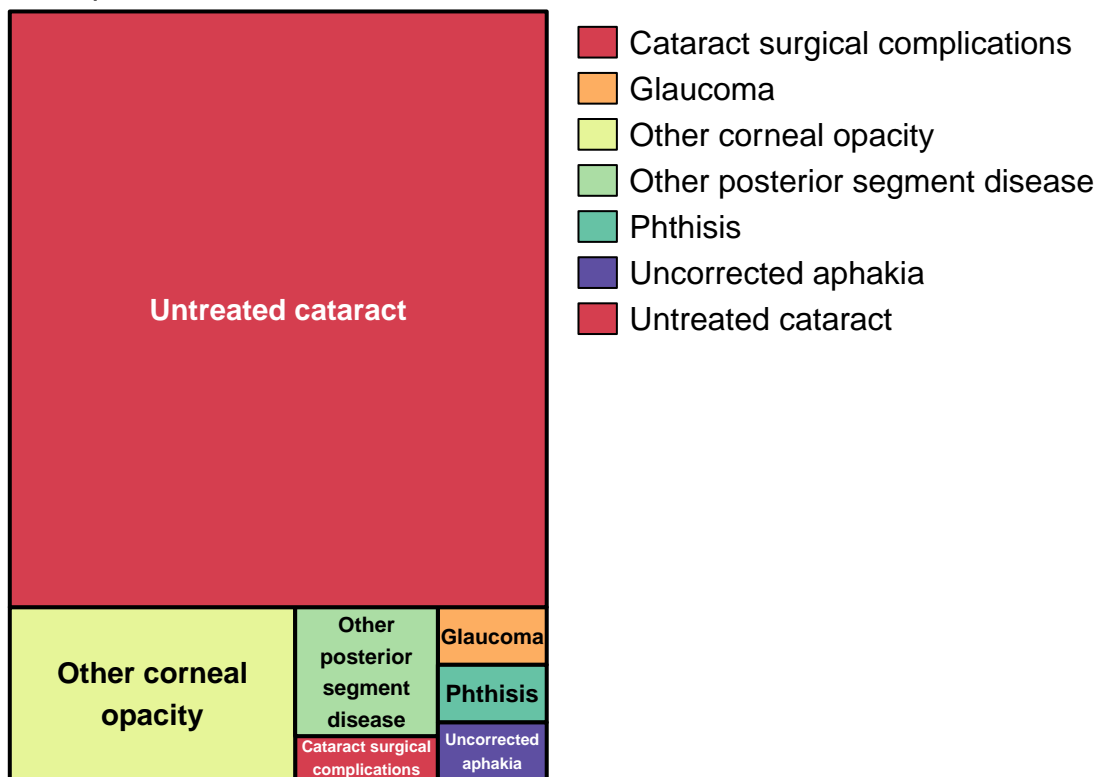 Cataract surgical complications
Glaucoma
Other corneal opacity
Other posterior segment disease
Phthisis
Uncorrected aphakia
Untreated cataract
Untreated cataract
Other corneal
opacity
Other
posterior
segment
disease
Cataract surgical
complications
Glaucoma
Phthisis
Uncorrected
aphakia